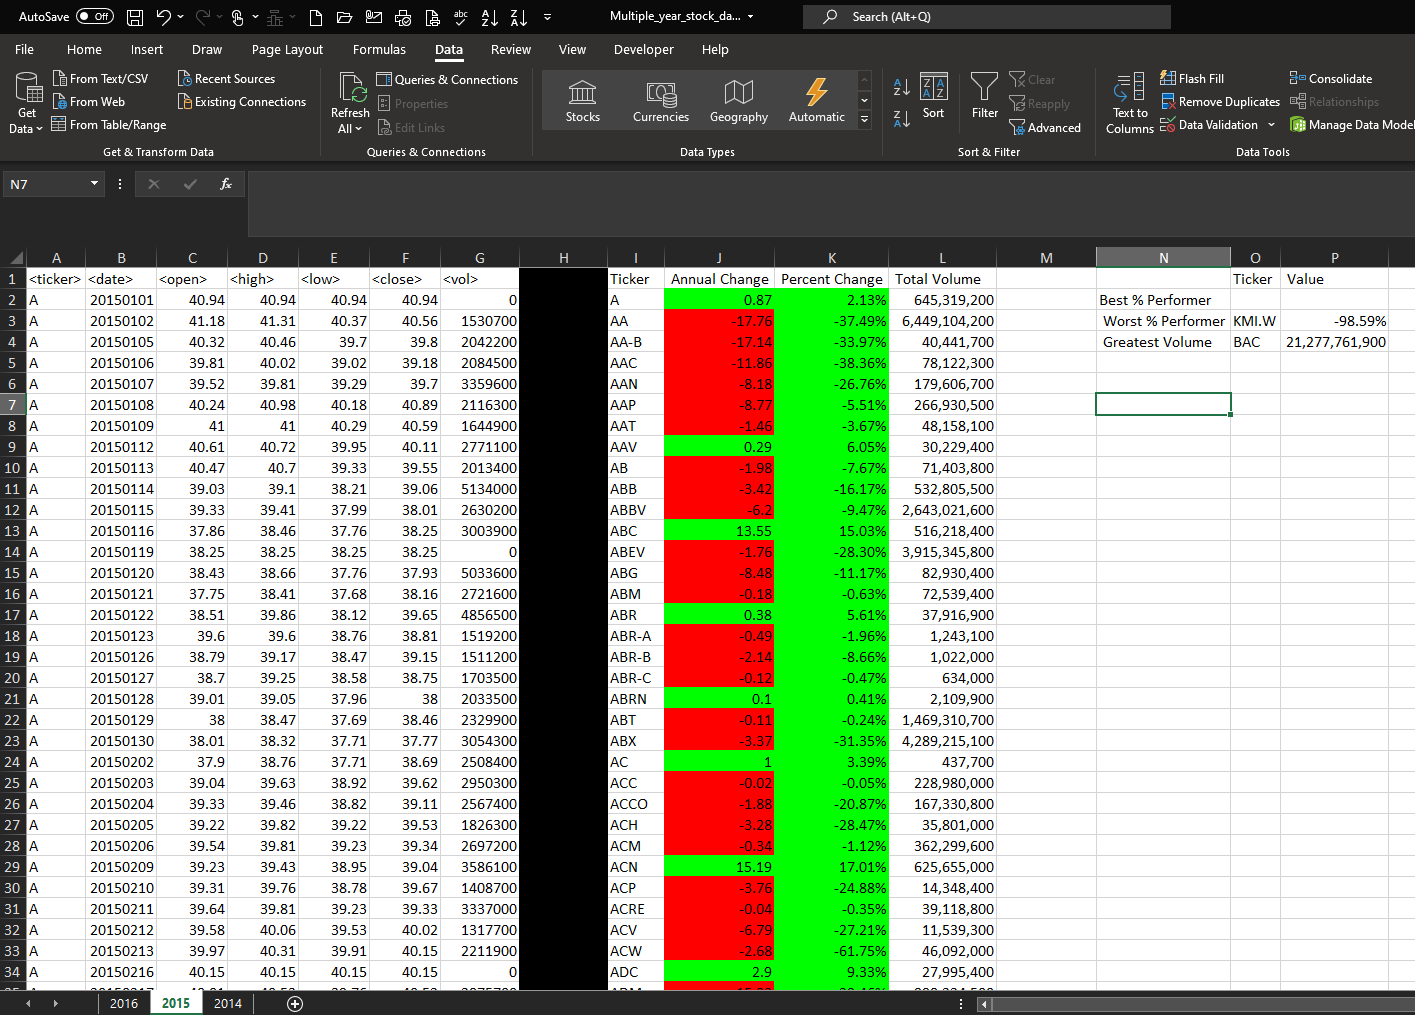 AutoSave Off Multiple_year_stock_da... Search (Alt+Q)
File Home Insert Draw Page Layout Formulas Data Review View Developer Help
Get Data From Text/CSV From Web From Table/Range Recent Sources Existing Connections
Get & Transform Data
Refresh All Queries & Connections Properties Edit Links
Queries & Connections
Stocks Currencies Geography Automatic
Data Types
Sort Filter Clear Reapply Advanced
Sort & Filter
Text to Columns Flash Fill Remove Duplicates Data Validation Consolidate Relationships Manage Data Model
Data Tools
N7 fx
A B C D E F G H I J K L M N O P
1 <ticker> <date> <open> <high> <low> <close> <vol> Ticker Annual Change Percent Change Total Volume Ticker Value
2 A 20150101 40.94 40.94 40.94 40.94 0 A 0.87 2.13% 645,319,200 Best % Performer
3 A 20150102 41.18 41.31 40.37 40.56 1530700 AA -17.76 -37.49% 6,449,104,200 Worst % Performer KMI.W -98.59%
4 A 20150105 40.32 40.46 39.7 39.8 2042200 AA-B -17.14 -33.97% 40,441,700 Greatest Volume BAC 21,277,761,900
5 A 20150106 39.81 40.02 39.02 39.18 2084500 AAC -11.86 -38.36% 78,122,300
6 A 20150107 39.52 39.81 39.29 39.7 3359600 AAN -8.18 -26.76% 179,606,700
7 A 20150108 40.24 40.98 40.18 40.89 2116300 AAP -8.77 -5.51% 266,930,500
8 A 20150109 41 41 40.29 40.59 1644900 AAT -1.46 -3.67% 48,158,100
9 A 20150112 40.61 40.72 39.95 40.11 2771100 AAV 0.29 6.05% 30,229,400
10 A 20150113 40.47 40.7 39.33 39.55 2013400 AB -1.98 -7.67% 71,403,800
11 A 20150114 39.03 39.1 38.21 39.06 5134000 ABB -3.42 -16.17% 532,805,500
12 A 20150115 39.33 39.41 37.99 38.01 2630200 ABBV -6.2 -9.47% 2,643,021,600
13 A 20150116 37.86 38.46 37.76 38.25 3003900 ABC 13.55 15.03% 516,218,400
14 A 20150119 38.25 38.25 38.25 38.25 0 ABEV -1.76 -28.30% 3,915,345,800
15 A 20150120 38.43 38.66 37.76 37.93 5033600 ABG -8.48 -11.17% 82,930,400
16 A 20150121 37.75 38.41 37.68 38.16 2721600 ABM -0.18 -0.63% 72,539,400
17 A 20150122 38.51 39.86 38.12 39.65 4856500 ABR 0.38 5.61% 37,916,900
18 A 20150123 39.6 39.6 38.76 38.81 1519200 ABR-A -0.49 -1.96% 1,243,100
19 A 20150126 38.79 39.17 38.47 39.15 1511200 ABR-B -2.14 -8.66% 1,022,000
20 A 20150127 38.7 39.25 38.58 38.75 1703500 ABR-C -0.12 -0.47% 634,000
21 A 20150128 39.01 39.05 37.96 38 2033500 ABRN 0.1 0.41% 2,109,900
22 A 20150129 38 38.47 37.69 38.46 2329900 ABT -0.11 -0.24% 1,469,310,700
23 A 20150130 38.01 38.32 37.71 37.77 3054300 ABX -3.37 -31.35% 4,289,215,100
24 A 20150202 37.9 38.76 37.71 38.69 2508400 AC 1 3.39% 437,700
25 A 20150203 39.04 39.63 38.92 39.62 2950300 ACC -0.02 -0.05% 228,980,000
26 A 20150204 39.33 39.46 38.82 39.11 2567400 ACCO -1.88 -20.87% 167,330,800
27 A 20150205 39.22 39.82 39.22 39.53 1826300 ACH -3.28 -28.47% 35,801,000
28 A 20150206 39.54 39.81 39.23 39.34 2697200 ACM -0.34 -1.12% 362,299,600
29 A 20150209 39.23 39.43 38.95 39.04 3586100 ACN 15.19 17.01% 625,655,000
30 A 20150210 39.31 39.76 38.78 39.67 1408700 ACP -3.76 -24.88% 14,348,400
31 A 20150211 39.64 39.81 39.23 39.33 3337000 ACRE -0.04 -0.35% 39,118,800
32 A 20150212 39.58 40.06 39.53 40.02 1317700 ACV -6.79 -27.21% 11,539,300
33 A 20150213 39.97 40.31 39.91 40.15 2211900 ACW -2.68 -61.75% 46,092,000
34 A 20150216 40.15 40.15 40.15 40.15 0 ADC 2.9 9.33% 27,995,400
2016 2015 2014